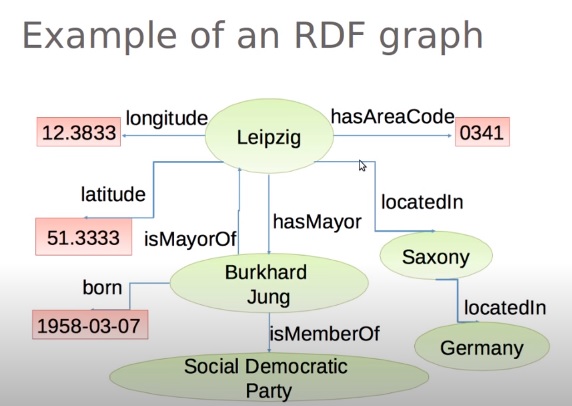 Example of an RDF graph
longitude
hasAreaCode
12.3833
Leipzig
0341
latitude
locatedIn
51.3333
isMayorOf
hasMayor
Saxony
born
Burkhard
Jung
locatedIn
1958-03-07
isMemberOf
Germany
Social Democratic
Party